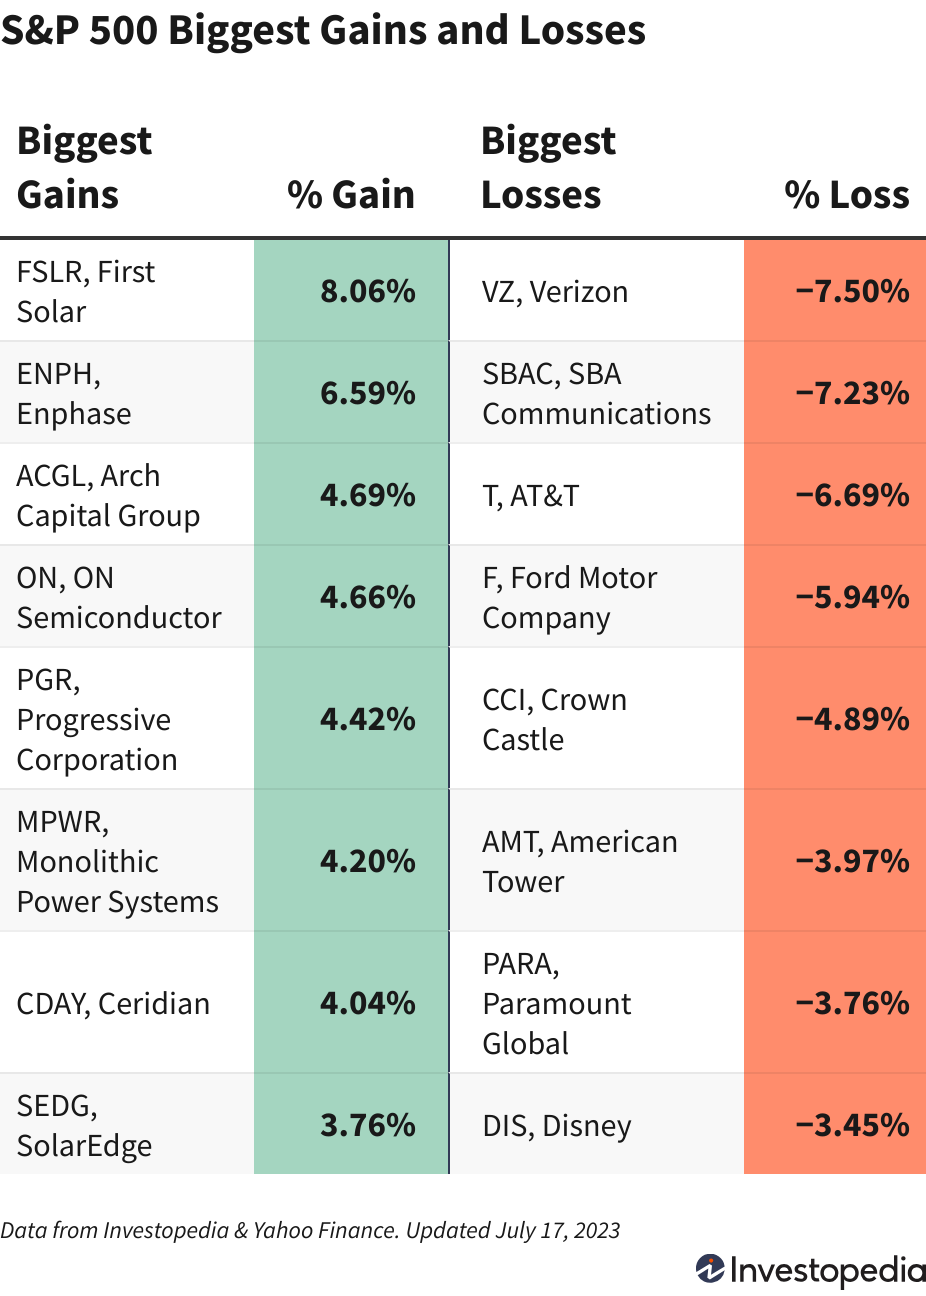 S&P 500 Biggest Gains and Losses
Biggest
Gains
% Gain
Biggest
Losses
% Loss
FSLR, First
Solar
8.06%
VZ, Verizon
−7.50%
ENPH,
Enphase
6.59%
SBAC, SBA
Communications
−7.23%
ACGL, Arch
Capital Group
4.69%
T, AT&T
−6.69%
ON, ON
Semiconductor
4.66%
F, Ford Motor
Company
−5.94%
PGR,
Progressive
Corporation
4.42%
CCI, Crown
Castle
−4.89%
MPWR,
Monolithic
Power Systems
4.20%
AMT, American
Tower
−3.97%
CDAY, Ceridian
4.04%
PARA,
Paramount
Global
−3.76%
SEDG,
SolarEdge
3.76%
DIS, Disney
−3.45%
Data from Investopedia & Yahoo Finance. Updated July 17, 2023
Investopedia